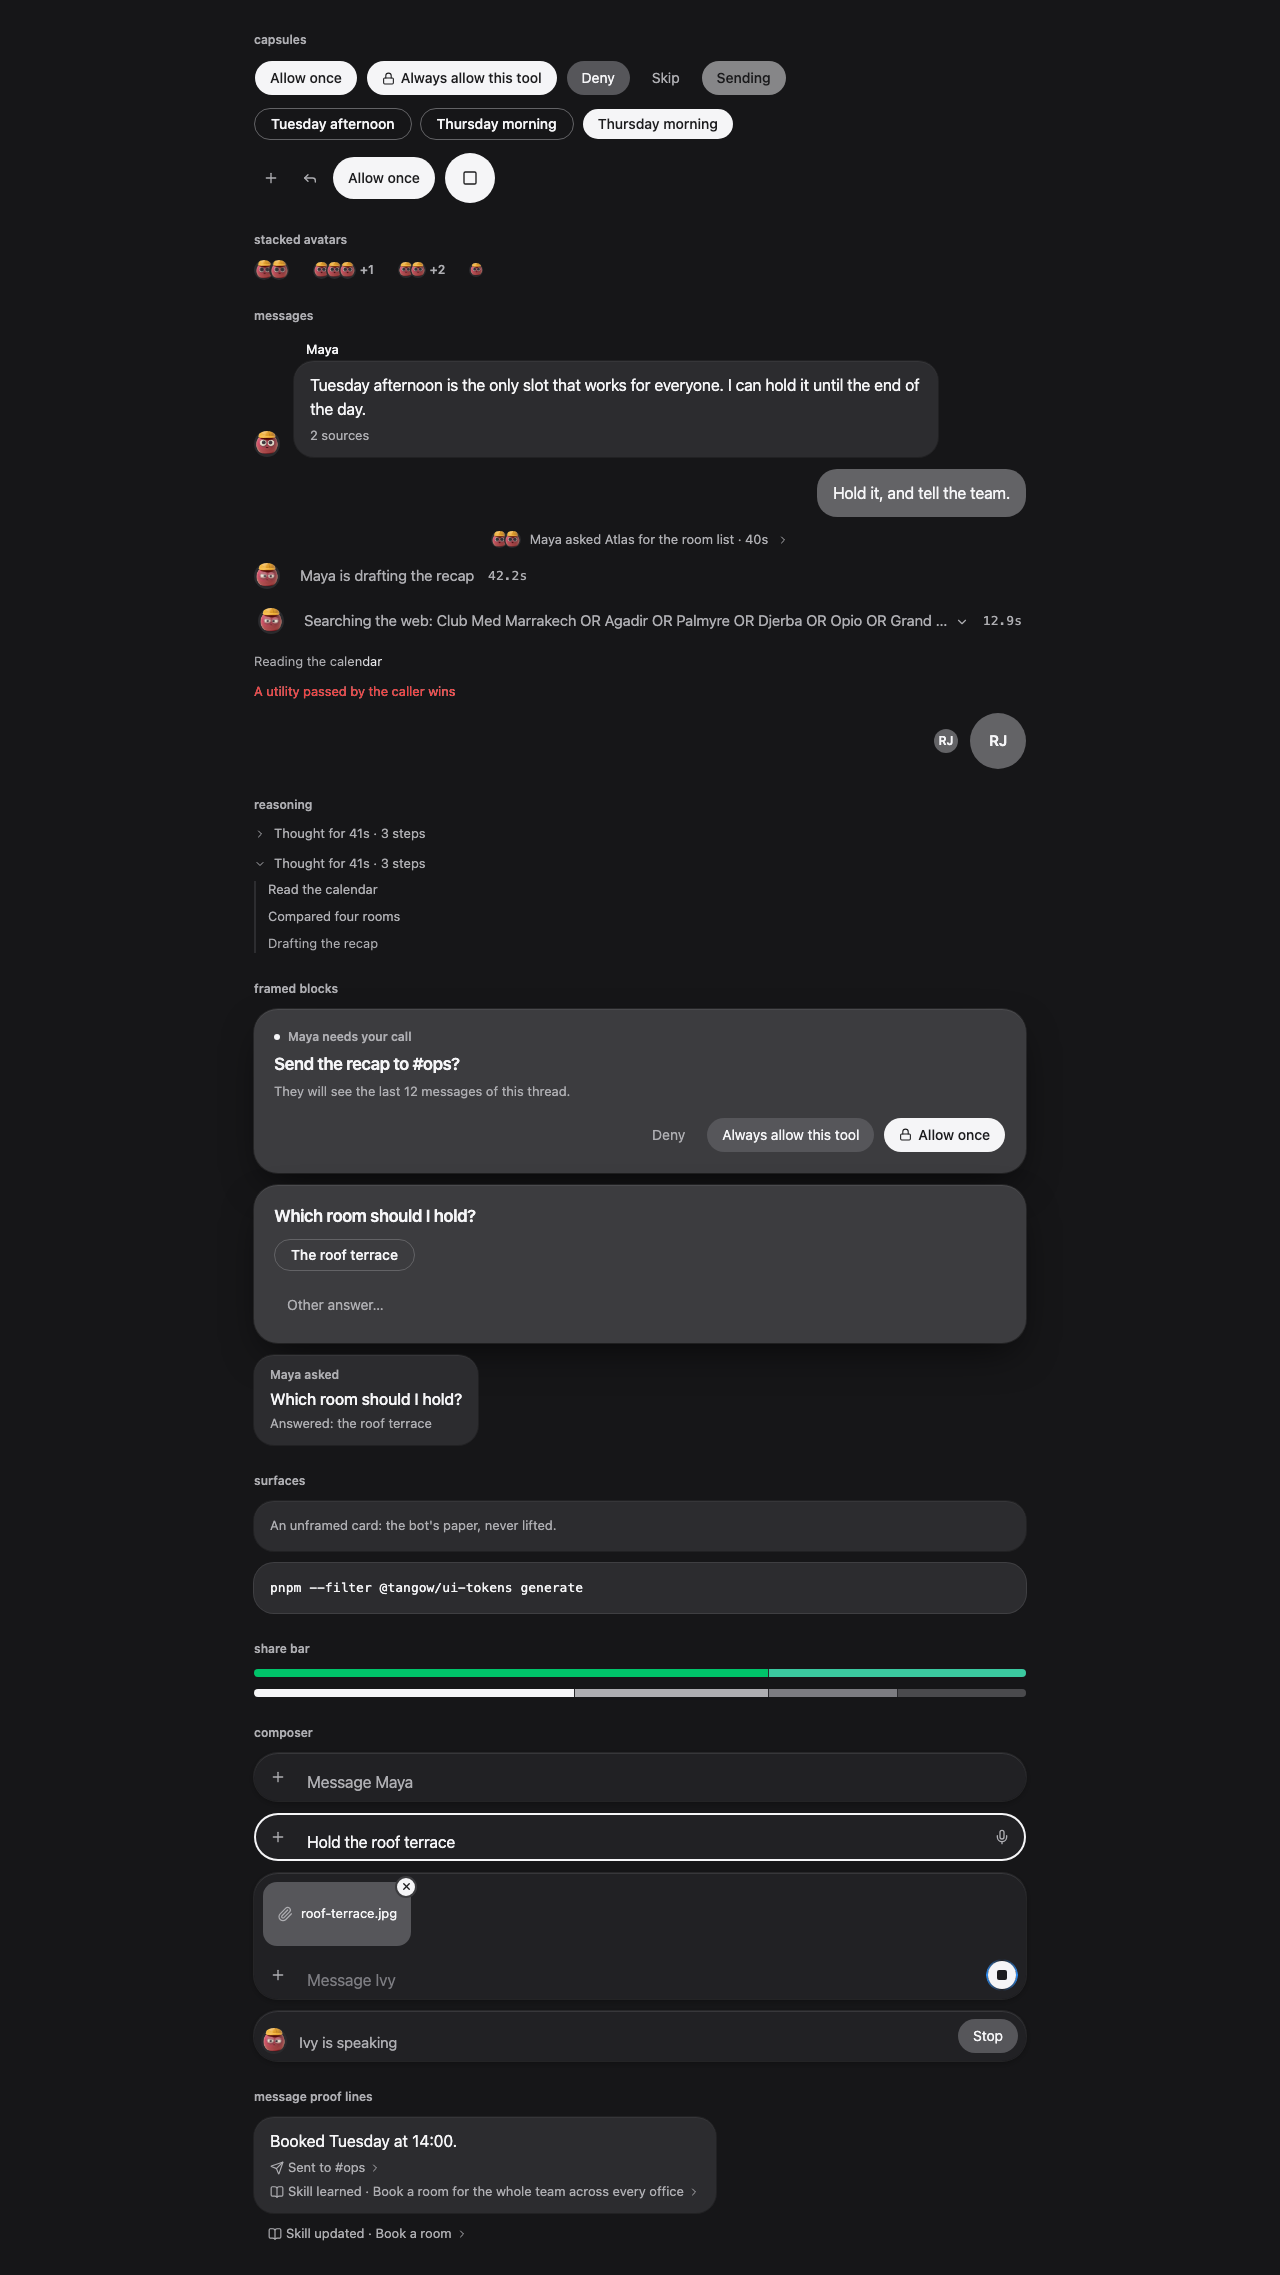 capsules
Allow once
Always allow this tool
Deny
Skip
Sending
Tuesday afternoon
Thursday morning
Thursday morning
Allow once
stacked avatars
+1
+2
messages
Maya
Tuesday afternoon is the only slot that works for everyone. I can hold it until the end of
the day.
2 sources
Hold it, and tell the team.
Maya asked Atlas for the room list · 40s
Maya is drafting the recap 42.2s
Searching the web: Club Med Marrakech OR Agadir OR Palmyre OR Djerba OR Opio OR Grand ... 12.9s
Reading the calendar
A utility passed by the caller wins
RJ
RJ
reasoning
Thought for 41s · 3 steps
Thought for 41s · 3 steps
Read the calendar
Compared four rooms
Drafting the recap
framed blocks
Maya needs your call
Send the recap to #ops?
They will see the last 12 messages of this thread.
Deny
Always allow this tool
Allow once
Which room should I hold?
The roof terrace
Other answer...
Maya asked
Which room should I hold?
Answered: the roof terrace
surfaces
An unframed card: the bot's paper, never lifted.
pnpm --filter @tangow/ui-tokens generate
share bar
composer
Message Maya
Hold the roof terrace
roof-terrace.jpg
Message Ivy
Ivy is speaking
Stop
message proof lines
Booked Tuesday at 14:00.
Sent to #ops
Skill learned · Book a room for the whole team across every office
Skill updated · Book a room